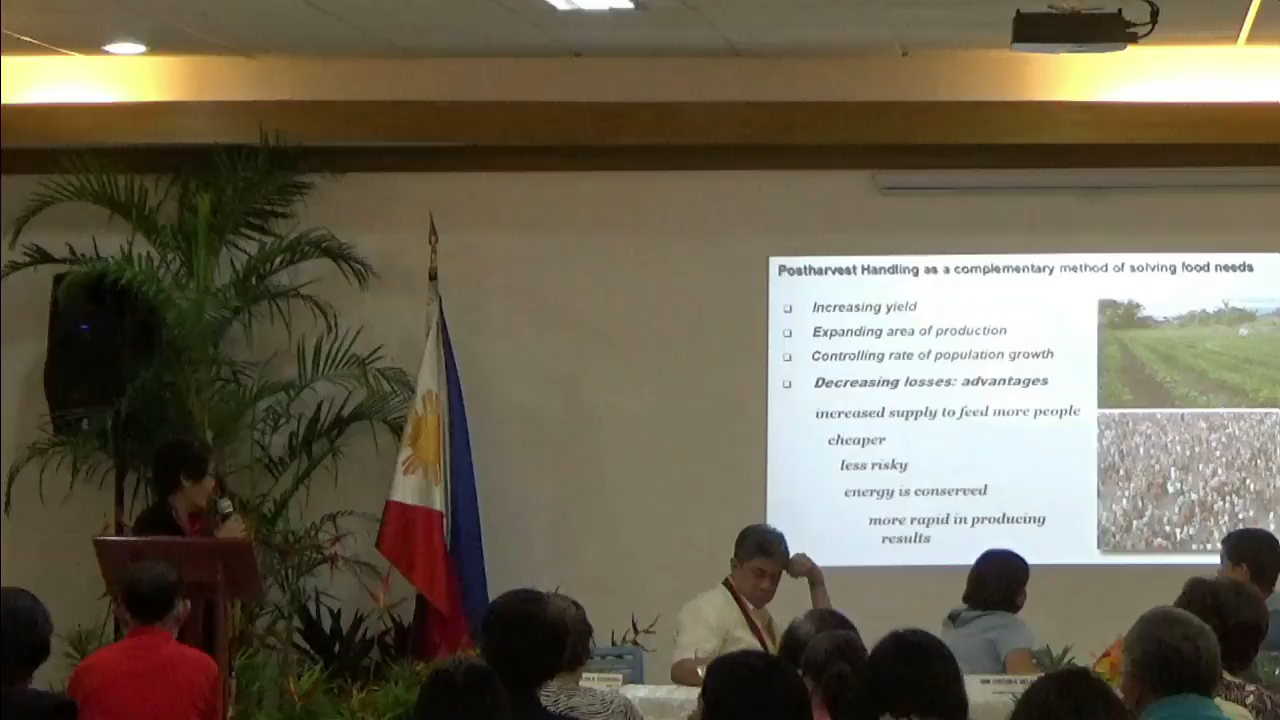 Postharvest Handling as a complementary method of solving food needs
Increasing yield
Expanding area of production
Controlling rate of population growth
Decreasing losses: advantages
increased supply to feed more people
cheaper
less risky
energy is conserved
more rapid in producing
results